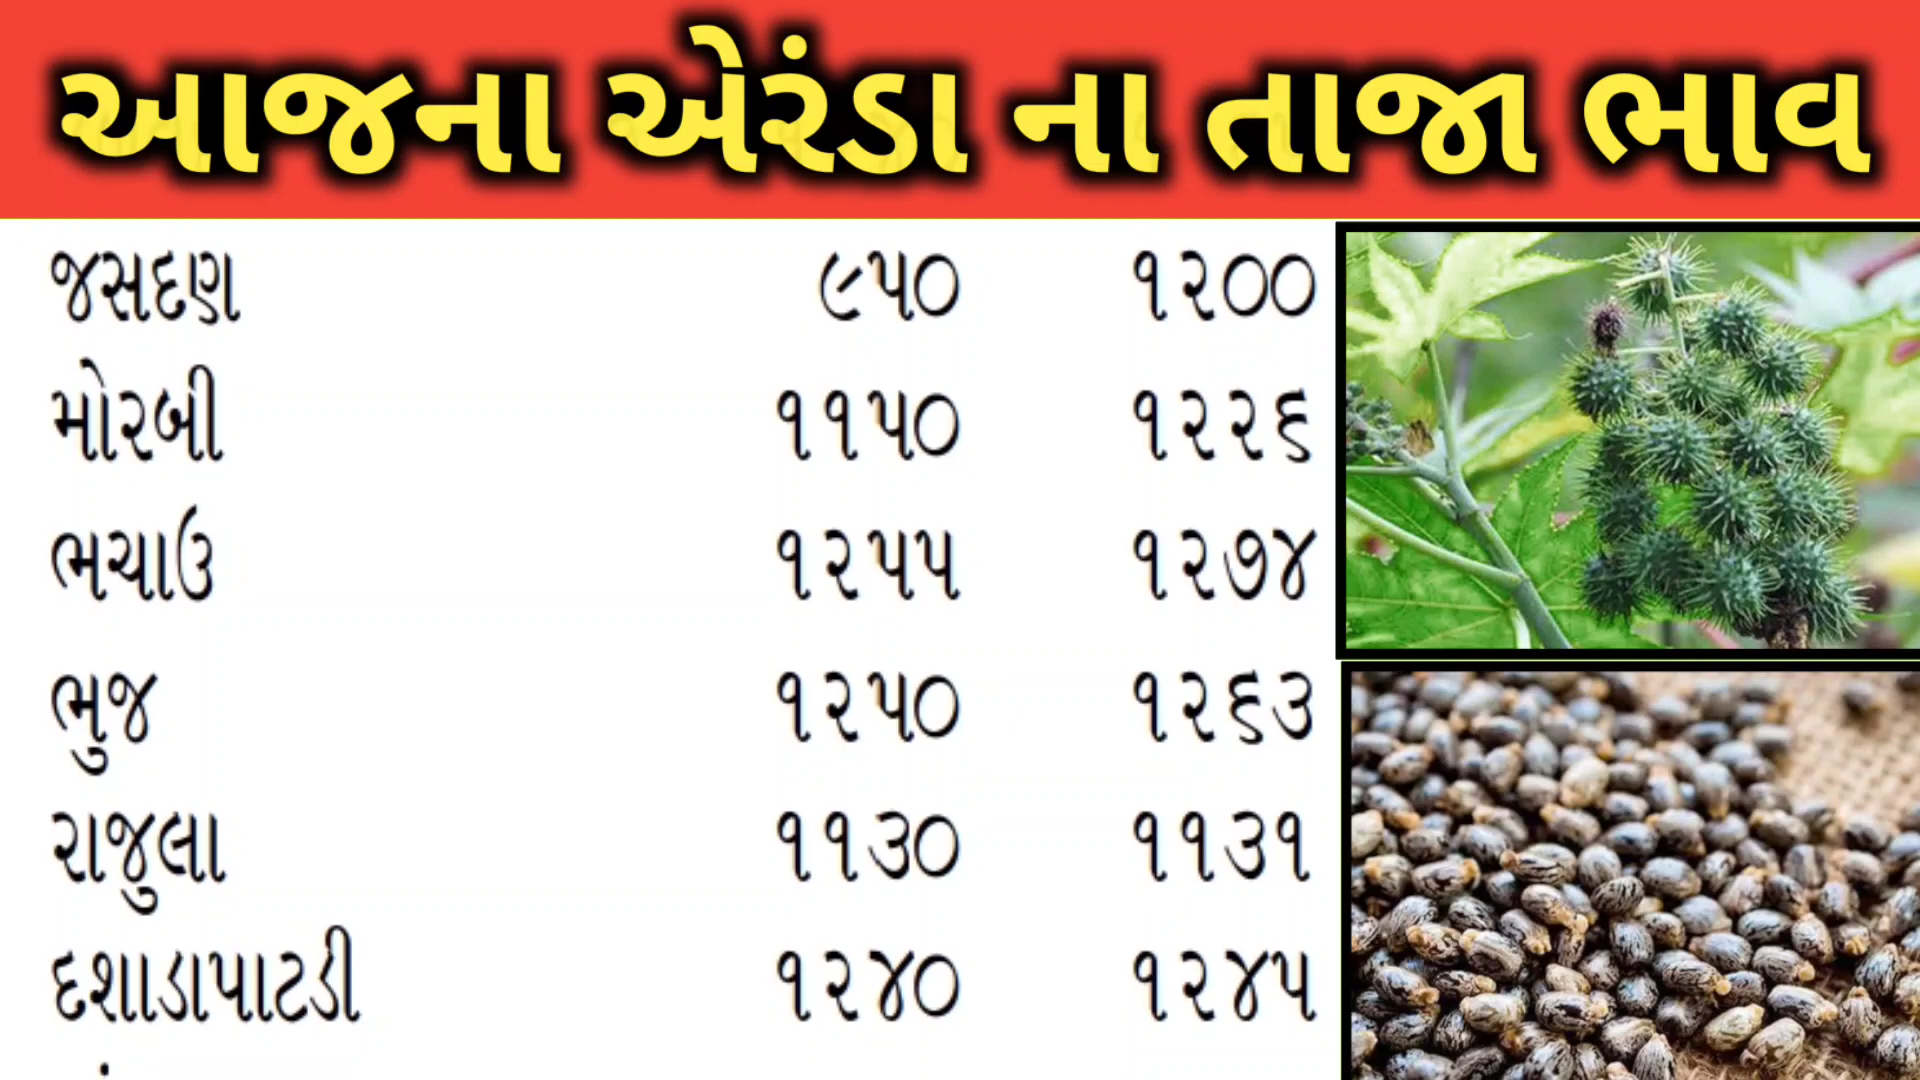 આજના એરંડા ના તાજા ભાવ
જસદણ ૯૫૦ ૧૨૦૦
મોરબી ૧૧૫૦ ૧૨૨૬
ભચાઉ ૧૨૫૫ ૧૨૭૪
ભુજ ૧૨૫૦ ૧૨૬૩
રાજુલા ૧૧૩૦ ૧૧૩૧
દશાડાપાટડી ૧૨૪૦ ૧૨૪૫